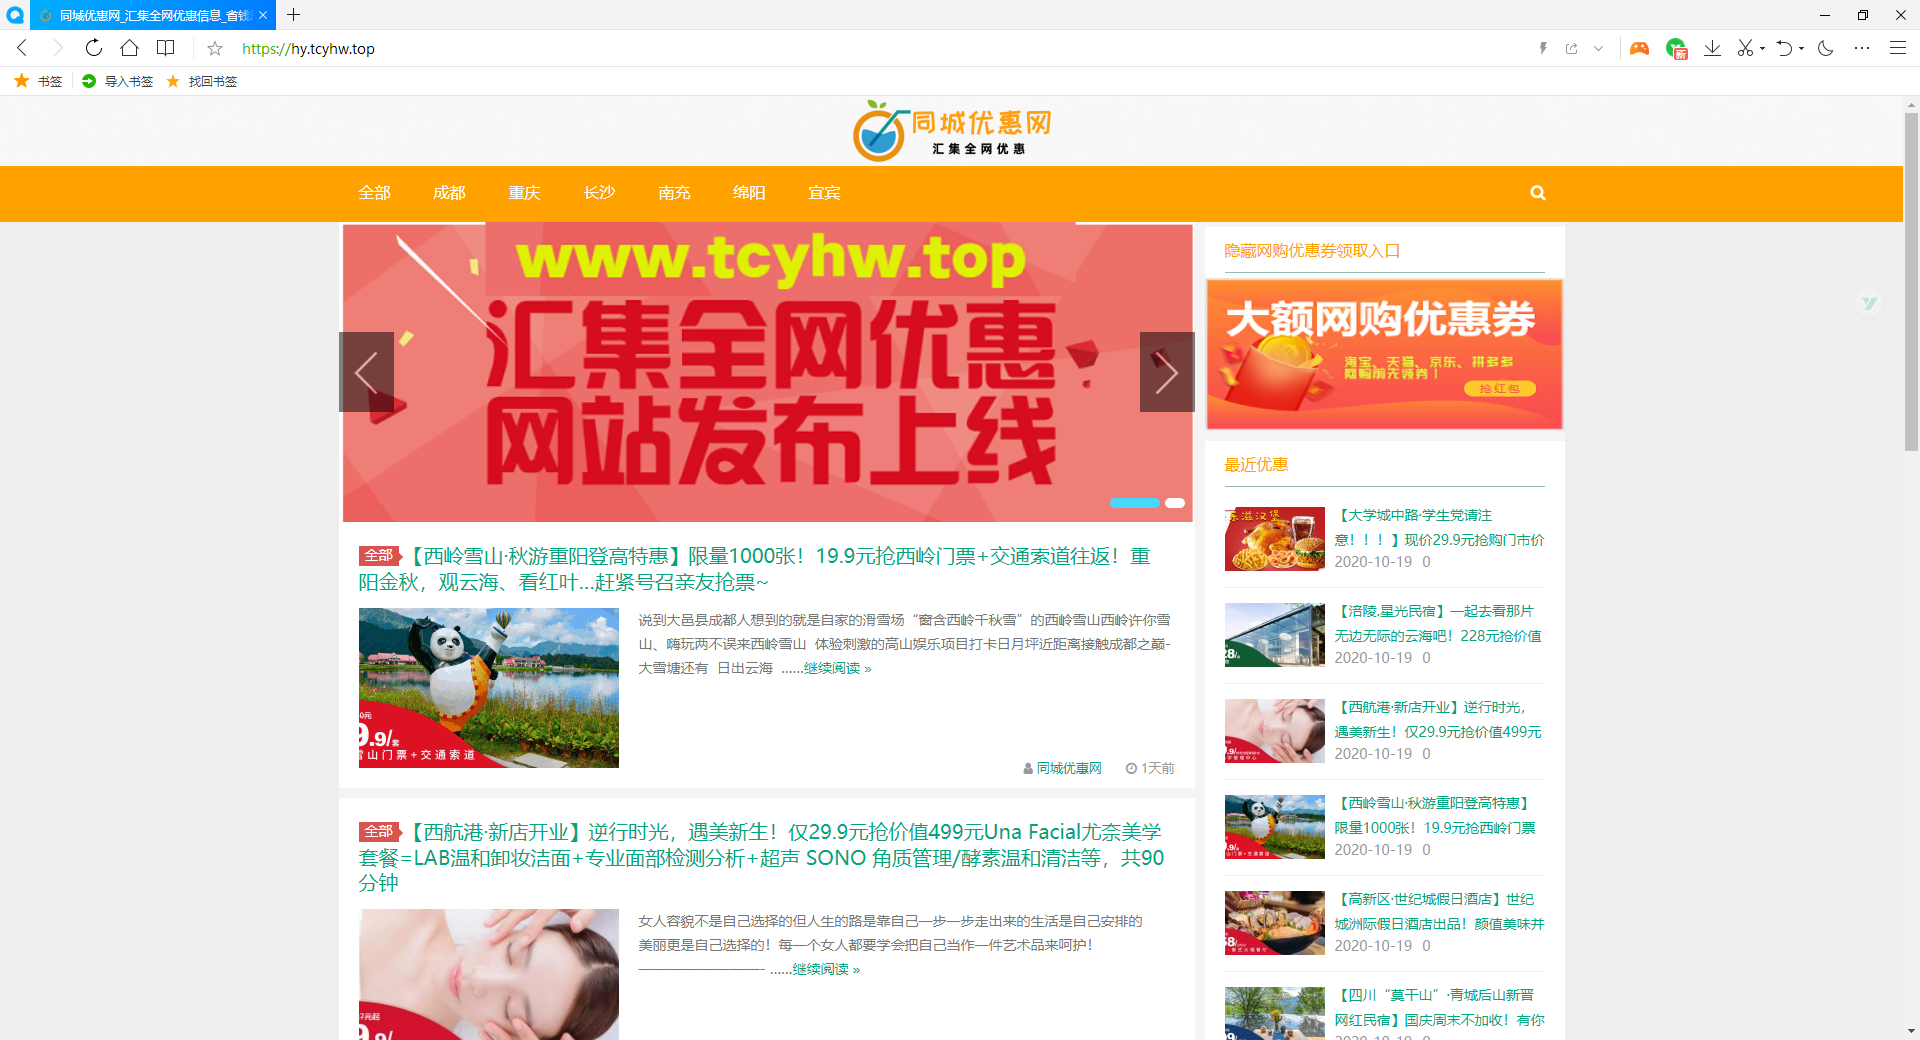 同城优惠网_汇集全网优惠信息_省钱
https://hy.tcyhw.top
书签 导入书签 找回书签
新
同城优惠网
汇集全网优惠
全部 成都 重庆 长沙 南充 绵阳 宜宾
www.tcyhw.top
汇集全网优惠
网站发布上线
全部 【西岭雪山·秋游重阳登高特惠】限量1000张！19.9元抢西岭门票+交通索道往返！重
阳金秋，观云海、看红叶...赶紧号召亲友抢票~
9.9/套
雪山门票+交通索道
说到大邑县成都人想到的就是自家的滑雪场“窗含西岭千秋雪”的西岭雪山西岭许你雪
山、嗨玩两不误来西岭雪山 体验刺激的高山娱乐项目打卡日月坪近距离接触成都之巅-
大雪塘还有 日出云海 ......继续阅读 »
同城优惠网 1天前
全部 【西航港·新店开业】逆行时光，遇美新生！仅29.9元抢价值499元Una Facial尤奈美学
套餐=LAB温和卸妆洁面+专业面部检测分析+超声 SONO 角质管理/酵素温和清洁等，共90
分钟
女人容貌不是自己选择的但人生的路是靠自己一步一步走出来的生活是自己安排的
美丽更是自己选择的！每一个女人都要学会把自己当作一件艺术品来呵护！
————————- ......继续阅读 »
隐藏网购优惠券领取入口
大额网购优惠券
淘宝、天猫、京东、拼多多
网购前先领券！
抢红包
最近优惠
【大学城中路·学生党请注
意！！！】现价29.9元抢购门市价
2020-10-19 0
【涪陵.星光民宿】一起去看那片
无边无际的云海吧！228元抢价值
2020-10-19 0
【西航港·新店开业】逆行时光，
遇美新生！仅29.9元抢价值499元
2020-10-19 0
【西岭雪山·秋游重阳登高特惠】
限量1000张！19.9元抢西岭门票
2020-10-19 0
【高新区·世纪城假日酒店】世纪
城洲际假日酒店出品！颜值美味并
2020-10-19 0
【四川“莫干山”·青城后山新晋
网红民宿】国庆周末不加收！有你
2020-10-19 0